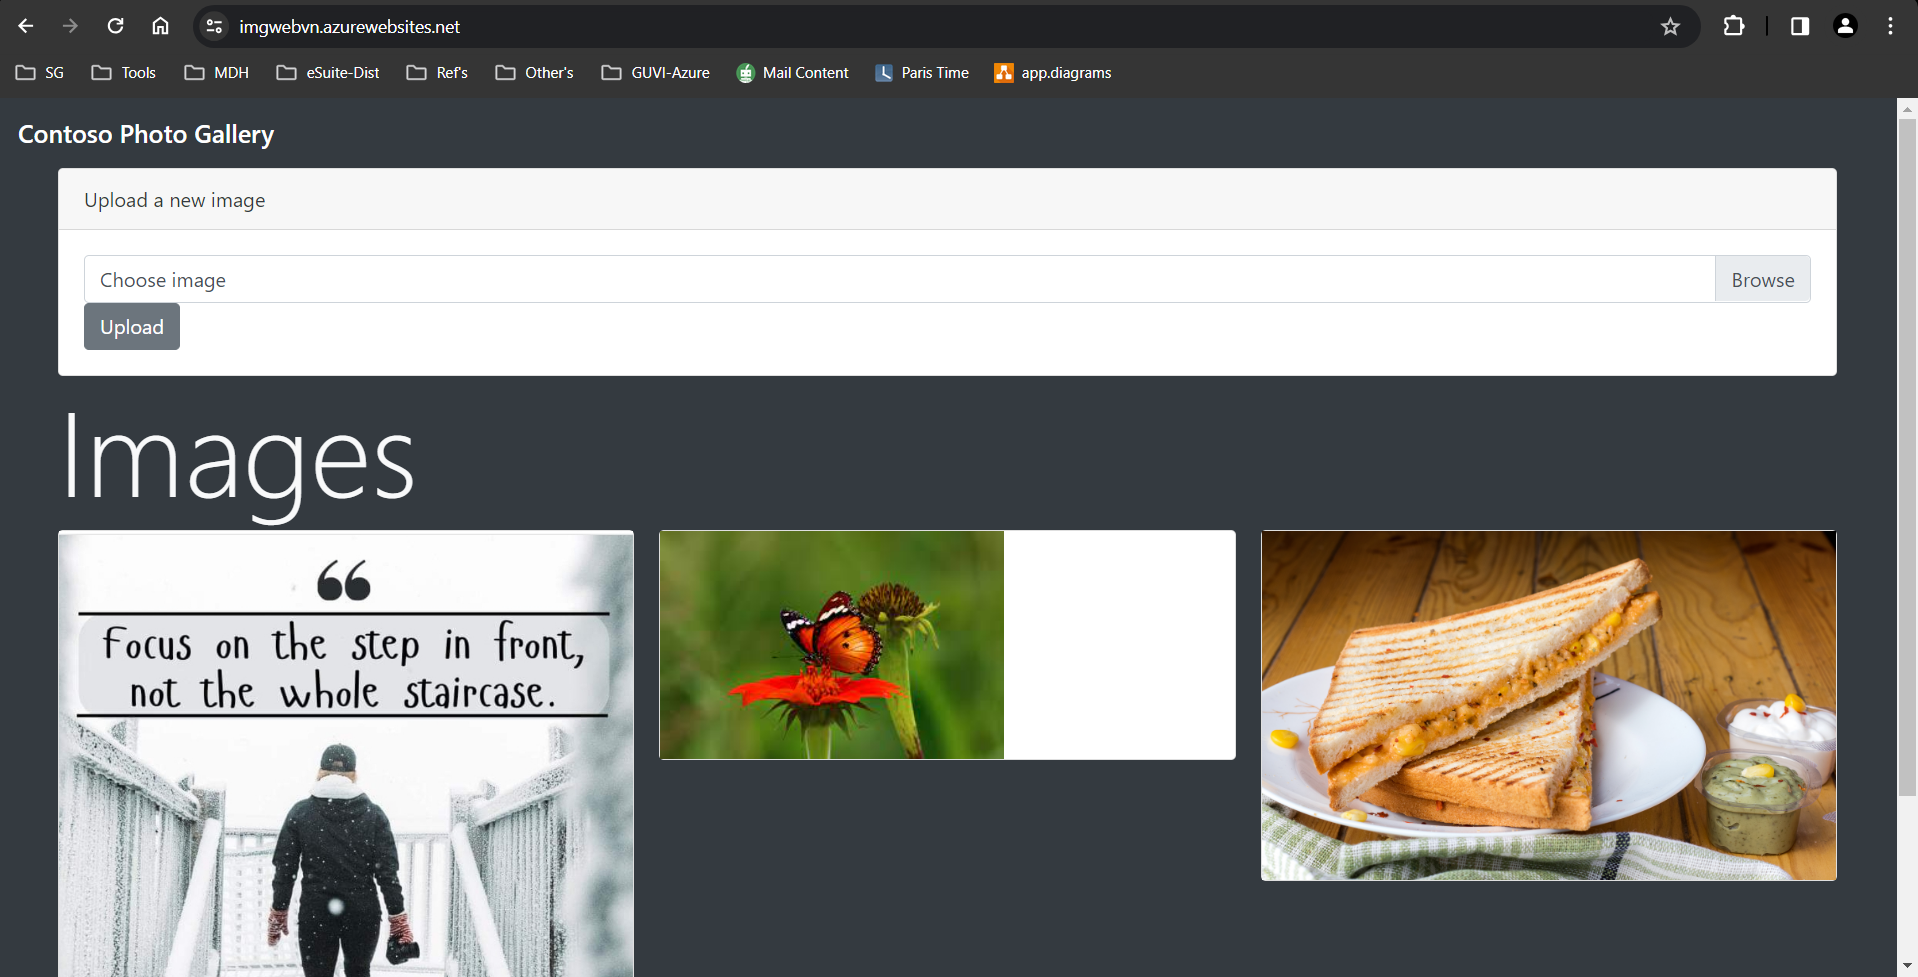 imgwebvn.azurewebsites.net
SG Tools MDH eSuite-Dist Ref's Other's GUVI-Azure Mail Content Paris Time app.diagrams
Contoso Photo Gallery
Upload a new image
Choose image Browse
Upload
Images
“
Focus on the step in front,
not the whole staircase.